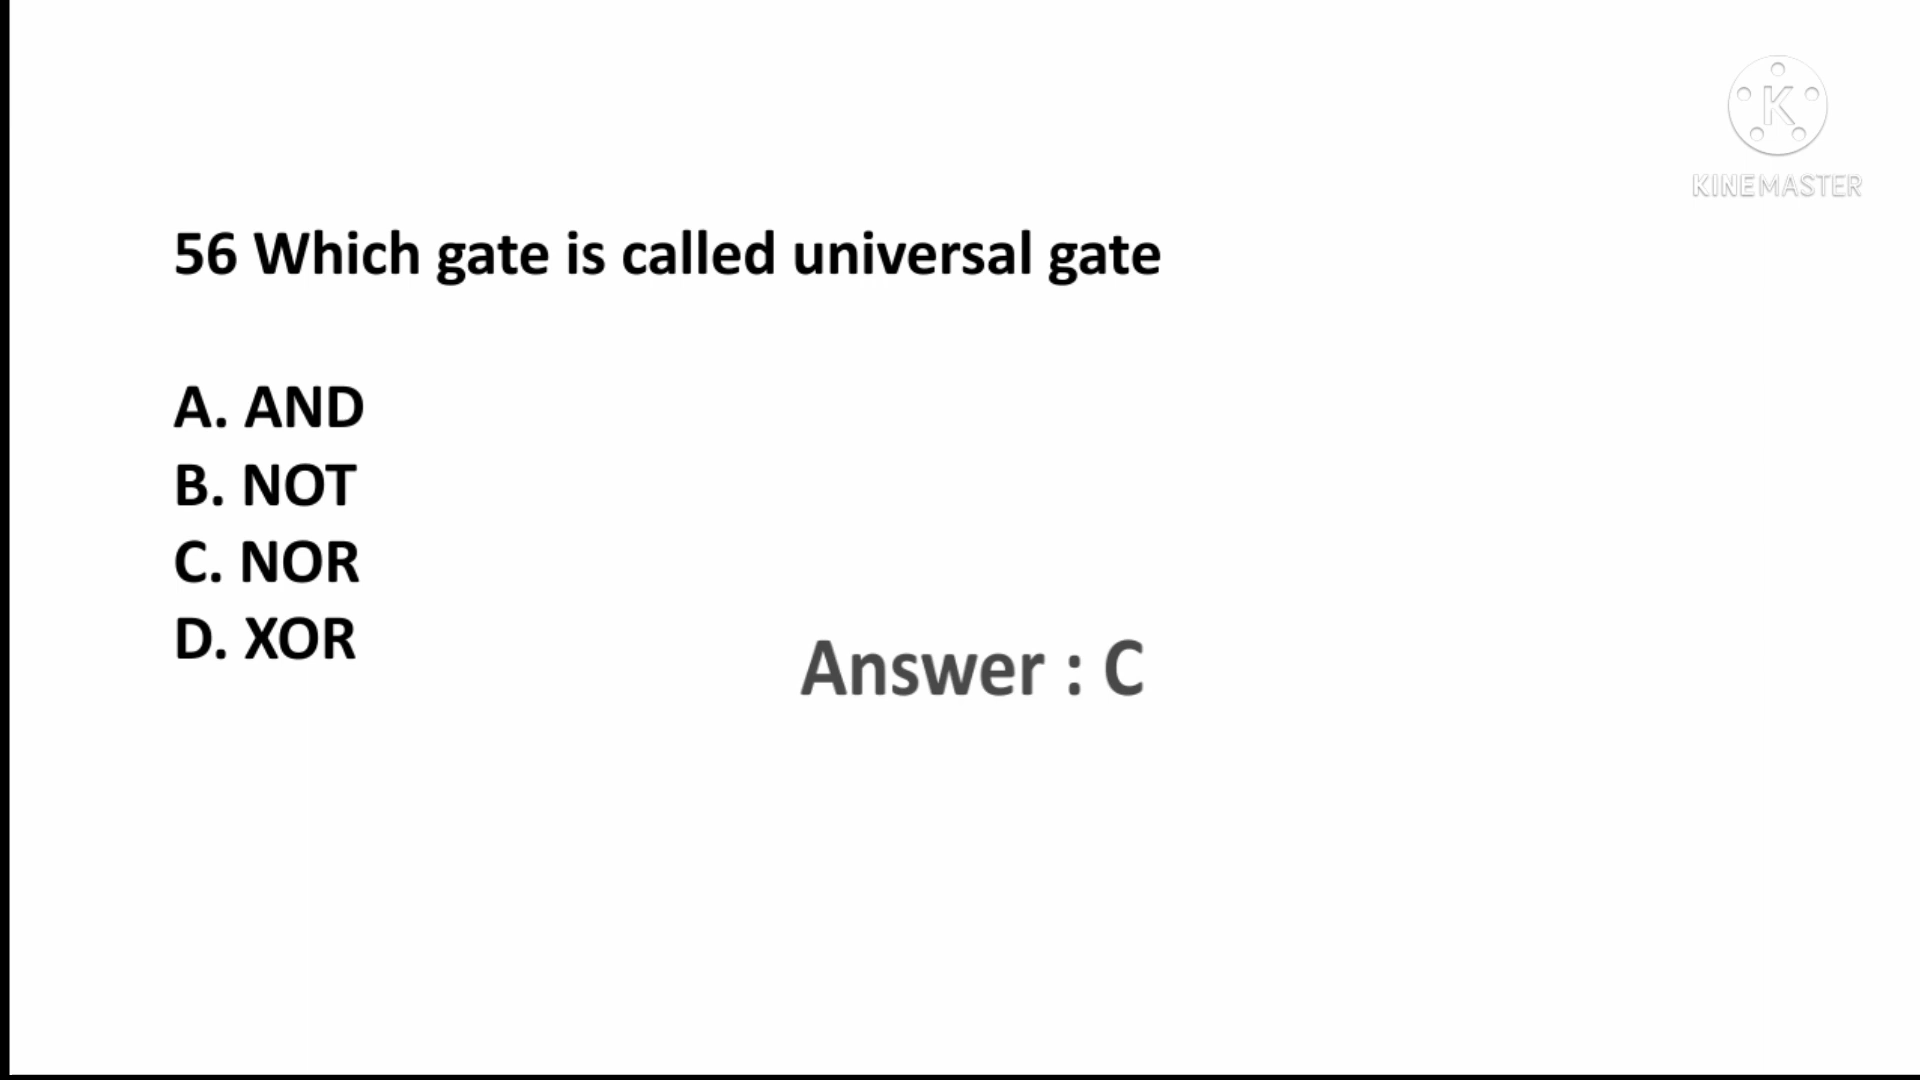 K
KINEMASTER
56 Which gate is called universal gate
A. AND
B. NOT
C. NOR
D. XOR
Answer : C